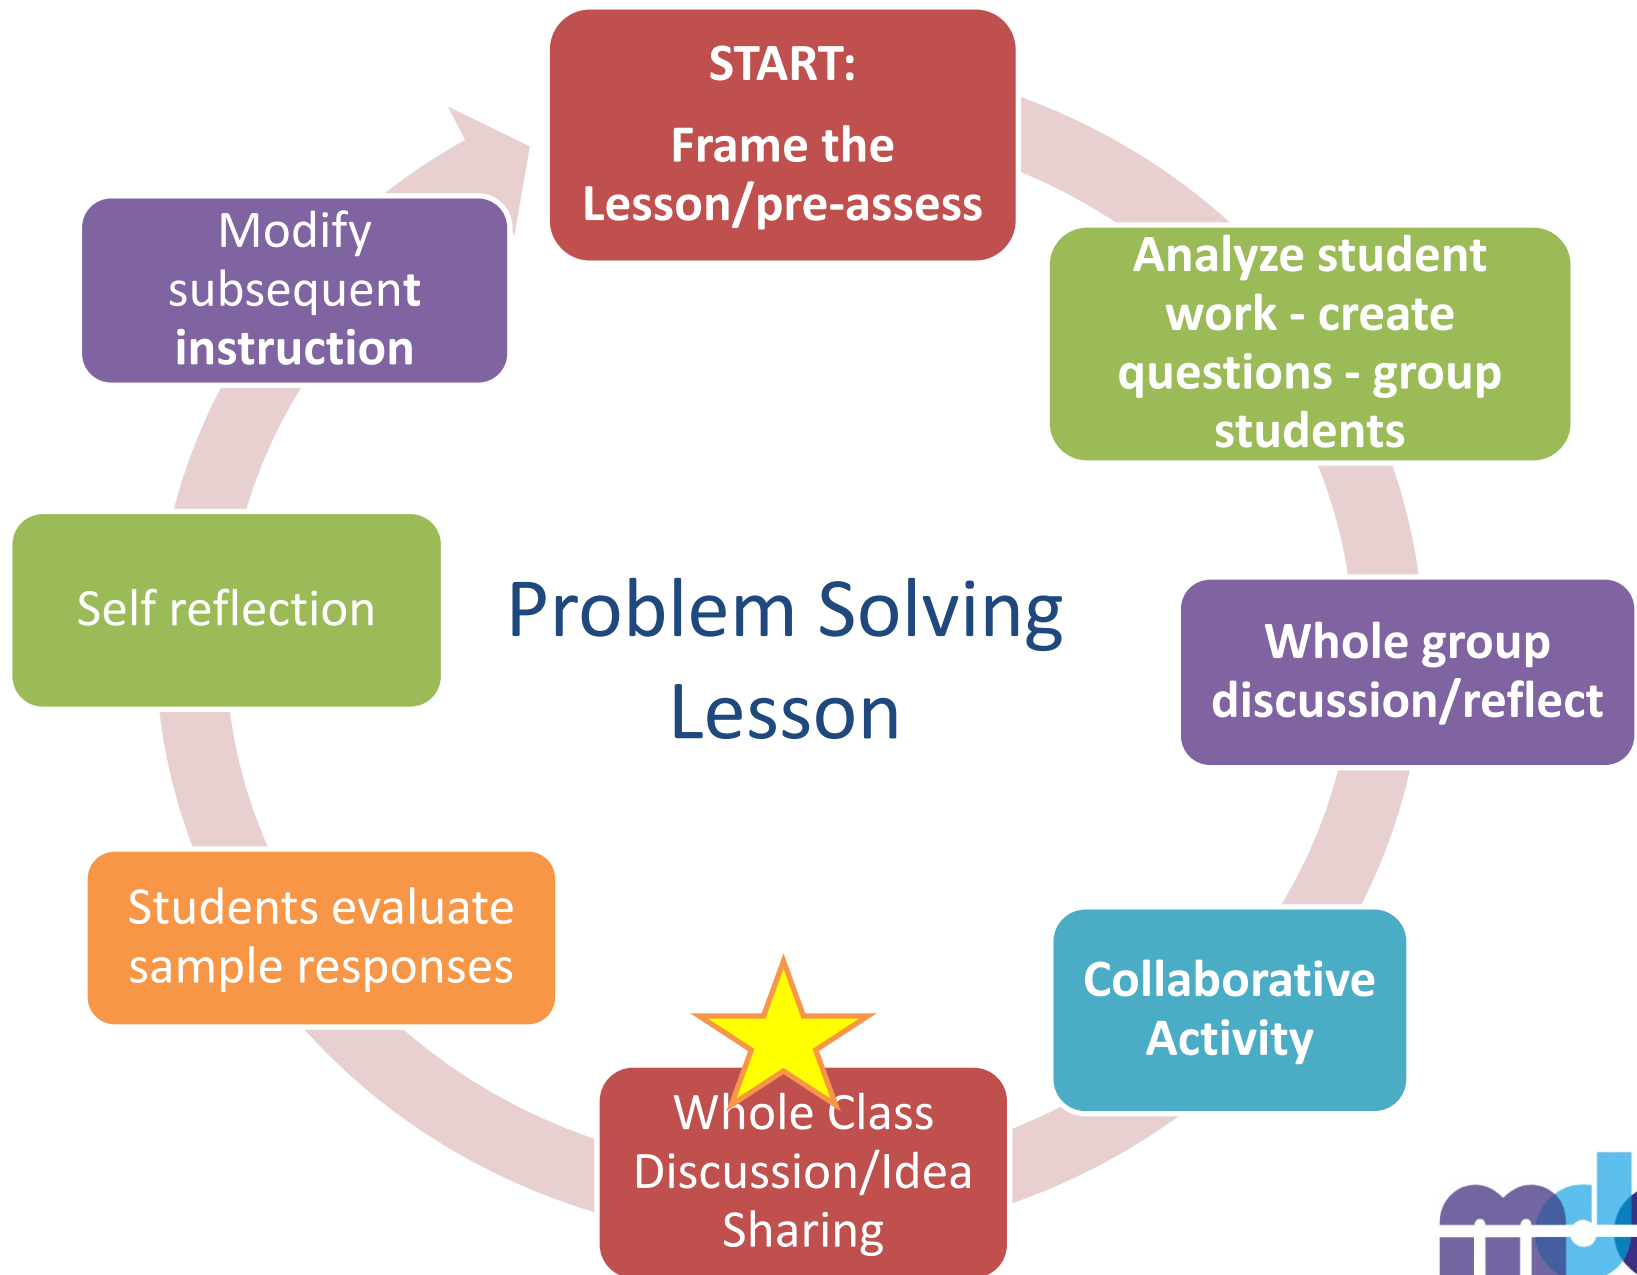 START:
Frame the
Lesson/pre-assess
Analyze student
work - create
questions - group
students
Whole group
discussion/reflect
Collaborative
Activity
Whole Class
Discussion/Idea
Sharing
Students evaluate
sample responses
Self reflection
Modify
subsequent
instruction
Problem Solving
Lesson